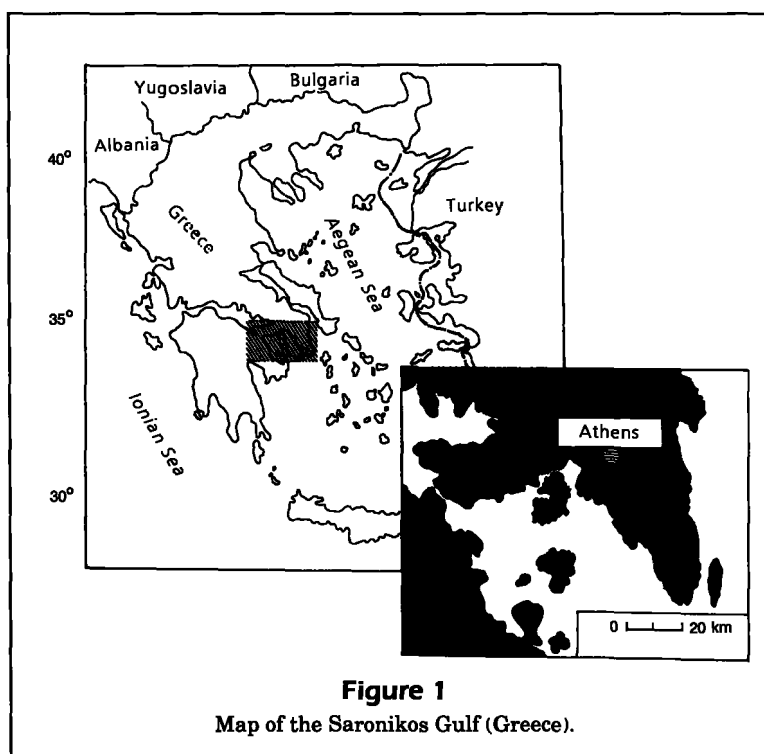 Yugoslavia
Bulgaria
Albania
40°
Greece
Turkey
Aegean Sea
35°
Ionian Sea
Athens
30°
0 20 km
Figure 1
Map of the Saronikos Gulf (Greece).